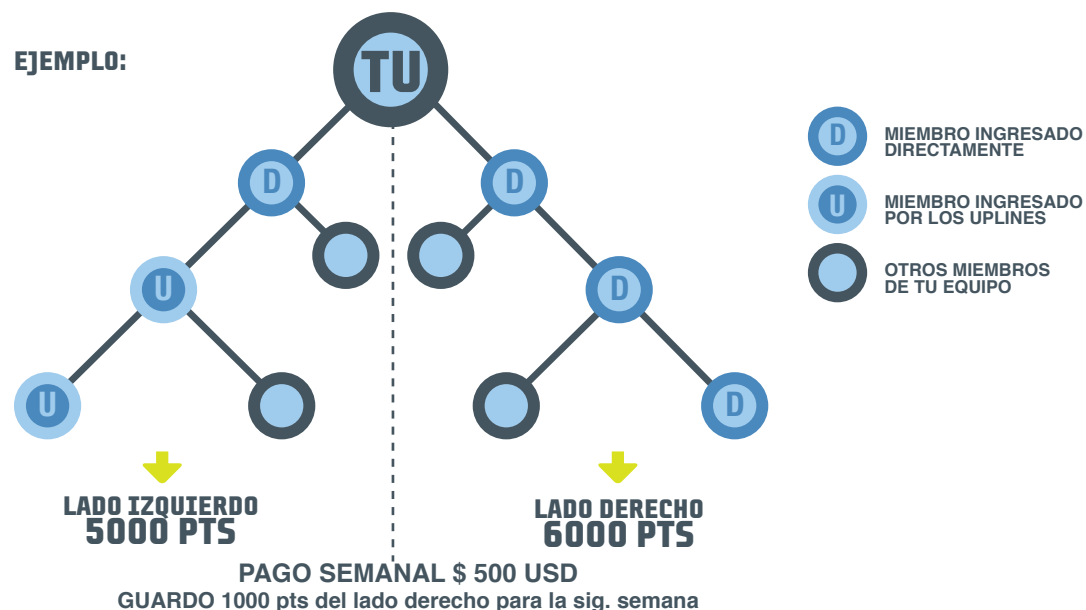 EJEMPLO:
TU
D
D
U
D
U
D
D
MIEMBRO INGRESADO
DIRECTAMENTE
U
MIEMBRO INGRESADO
POR LOS UPLINES
OTROS MIEMBROS
DE TU EQUIPO
LADO IZQUIERDO
5000 PTS
LADO DERECHO
6000 PTS
PAGO SEMANAL $ 500 USD
GUARDO 1000 pts del lado derecho para la sig. semana